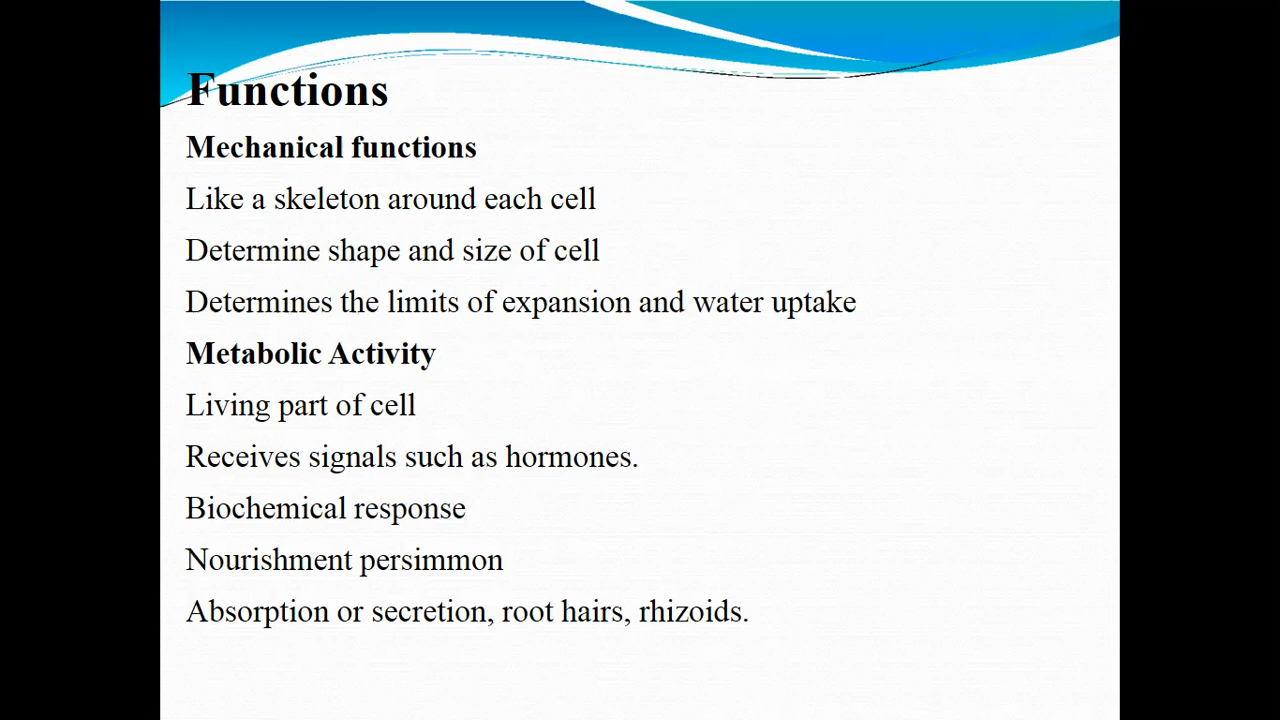 Functions
Mechanical functions
Like a skeleton around each cell
Determine shape and size of cell
Determines the limits of expansion and water uptake
Metabolic Activity
Living part of cell
Receives signals such as hormones.
Biochemical response
Nourishment persimmon
Absorption or secretion, root hairs, rhizoids.